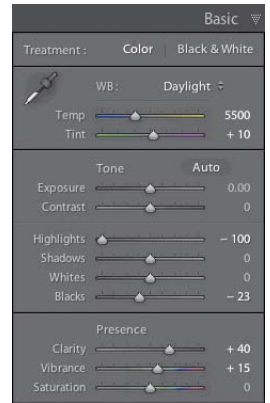 Basic
Treatment : Color Black & White
WB : Daylight
Temp 5500
Tint + 10
Tone Auto
Exposure 0.00
Contrast 0
Highlights – 100
Shadows 0
Whites 0
Blacks – 23
Presence
Clarity + 40
Vibrance + 15
Saturation 0